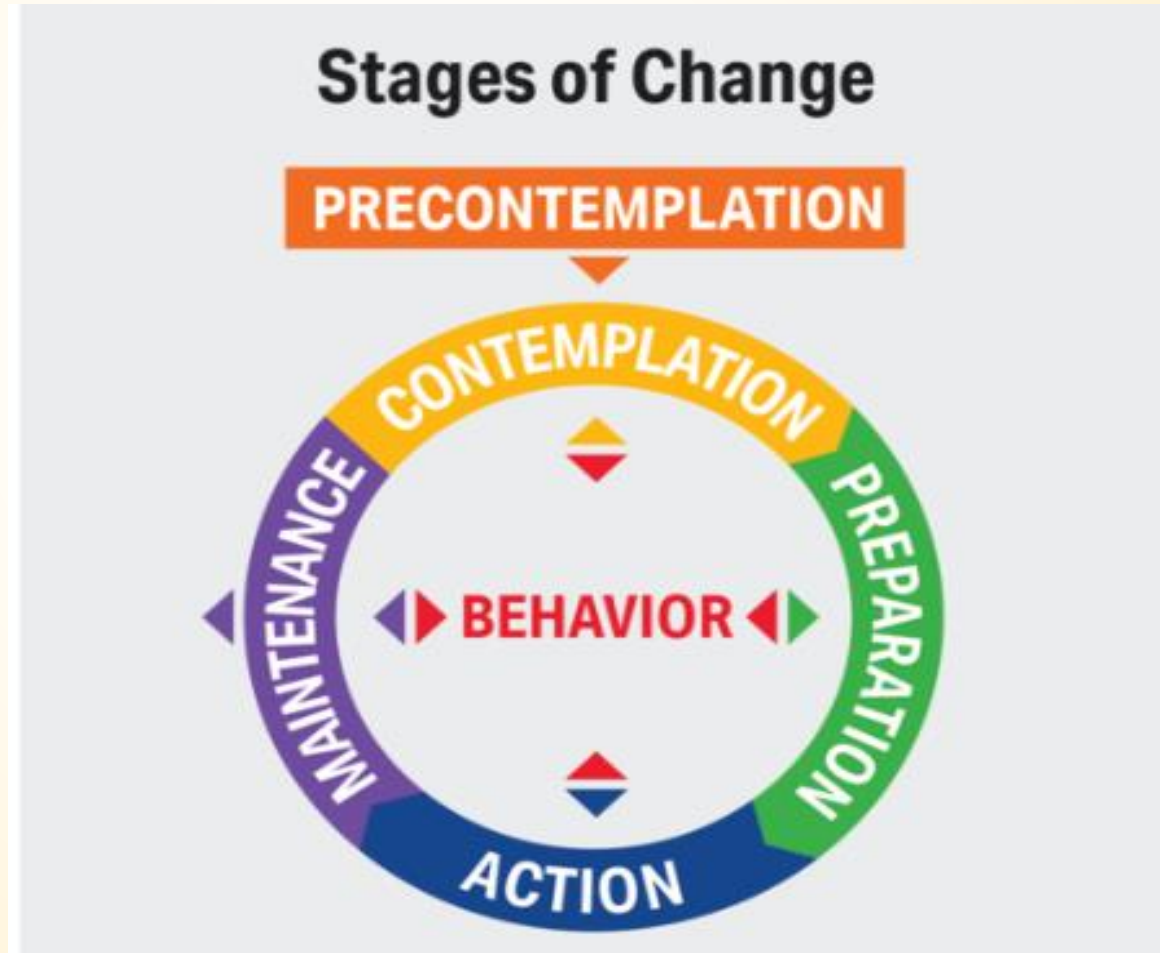 Stages of Change
PRECONTEMPLATION
CONTEMPLATION
PREPARATION
ACTION
MAINTENANCE
BEHAVIOR